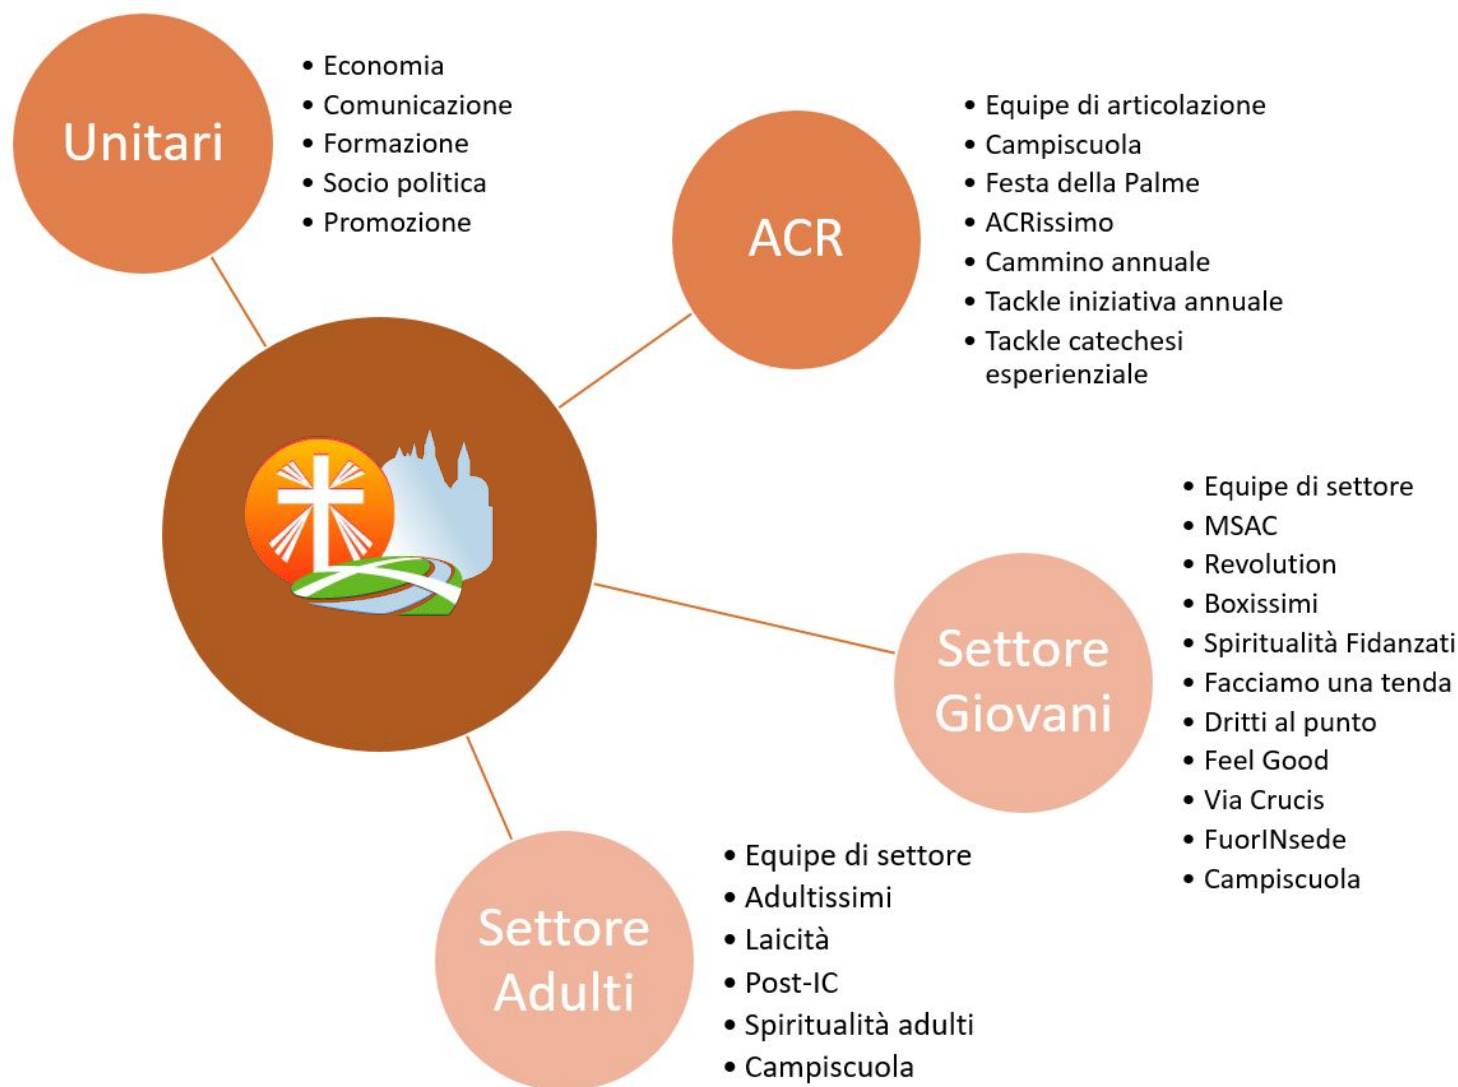 Unitari
• Economia
• Comunicazione
• Formazione
• Socio politica
• Promozione
ACR
• Equipe di articolazione
• Campiscuola
• Festa della Palme
• ACRissimo
• Cammino annuale
• Tackle iniziativa annuale
• Tackle catechesi
esperienziale
Settore
Giovani
• Equipe di settore
• MSAC
• Revolution
• Boxissimi
• Spiritualità Fidanzati
• Facciamo una tenda
• Dritti al punto
• Feel Good
• Via Crucis
• FuorINsede
• Campiscuola
Settore
Adulti
• Equipe di settore
• Adultissimi
• Laicità
• Post-IC
• Spiritualità adulti
• Campiscuola